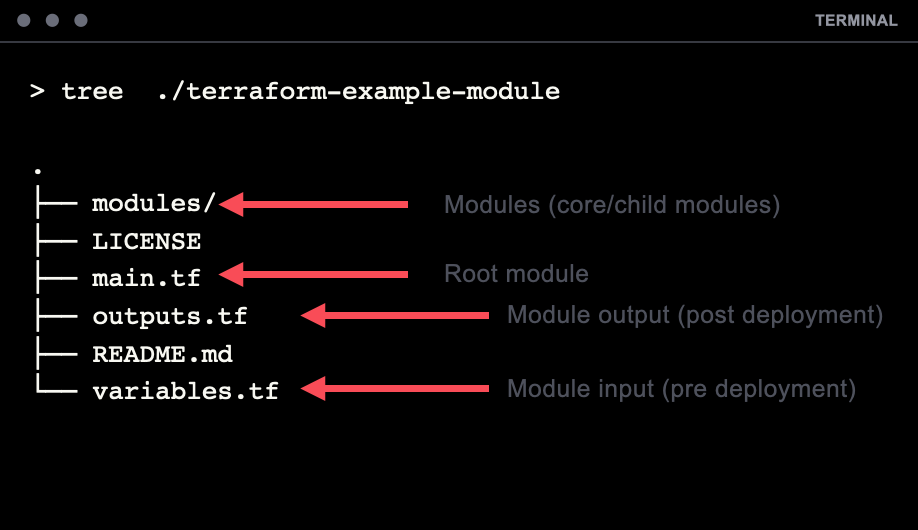 TERMINAL
> tree  ./terraform-example-module
.
├── modules/ Modules (core/child modules)
├── LICENSE
├── main.tf Root module
├── outputs.tf Module output (post deployment)
├── README.md
└── variables.tf Module input (pre deployment)